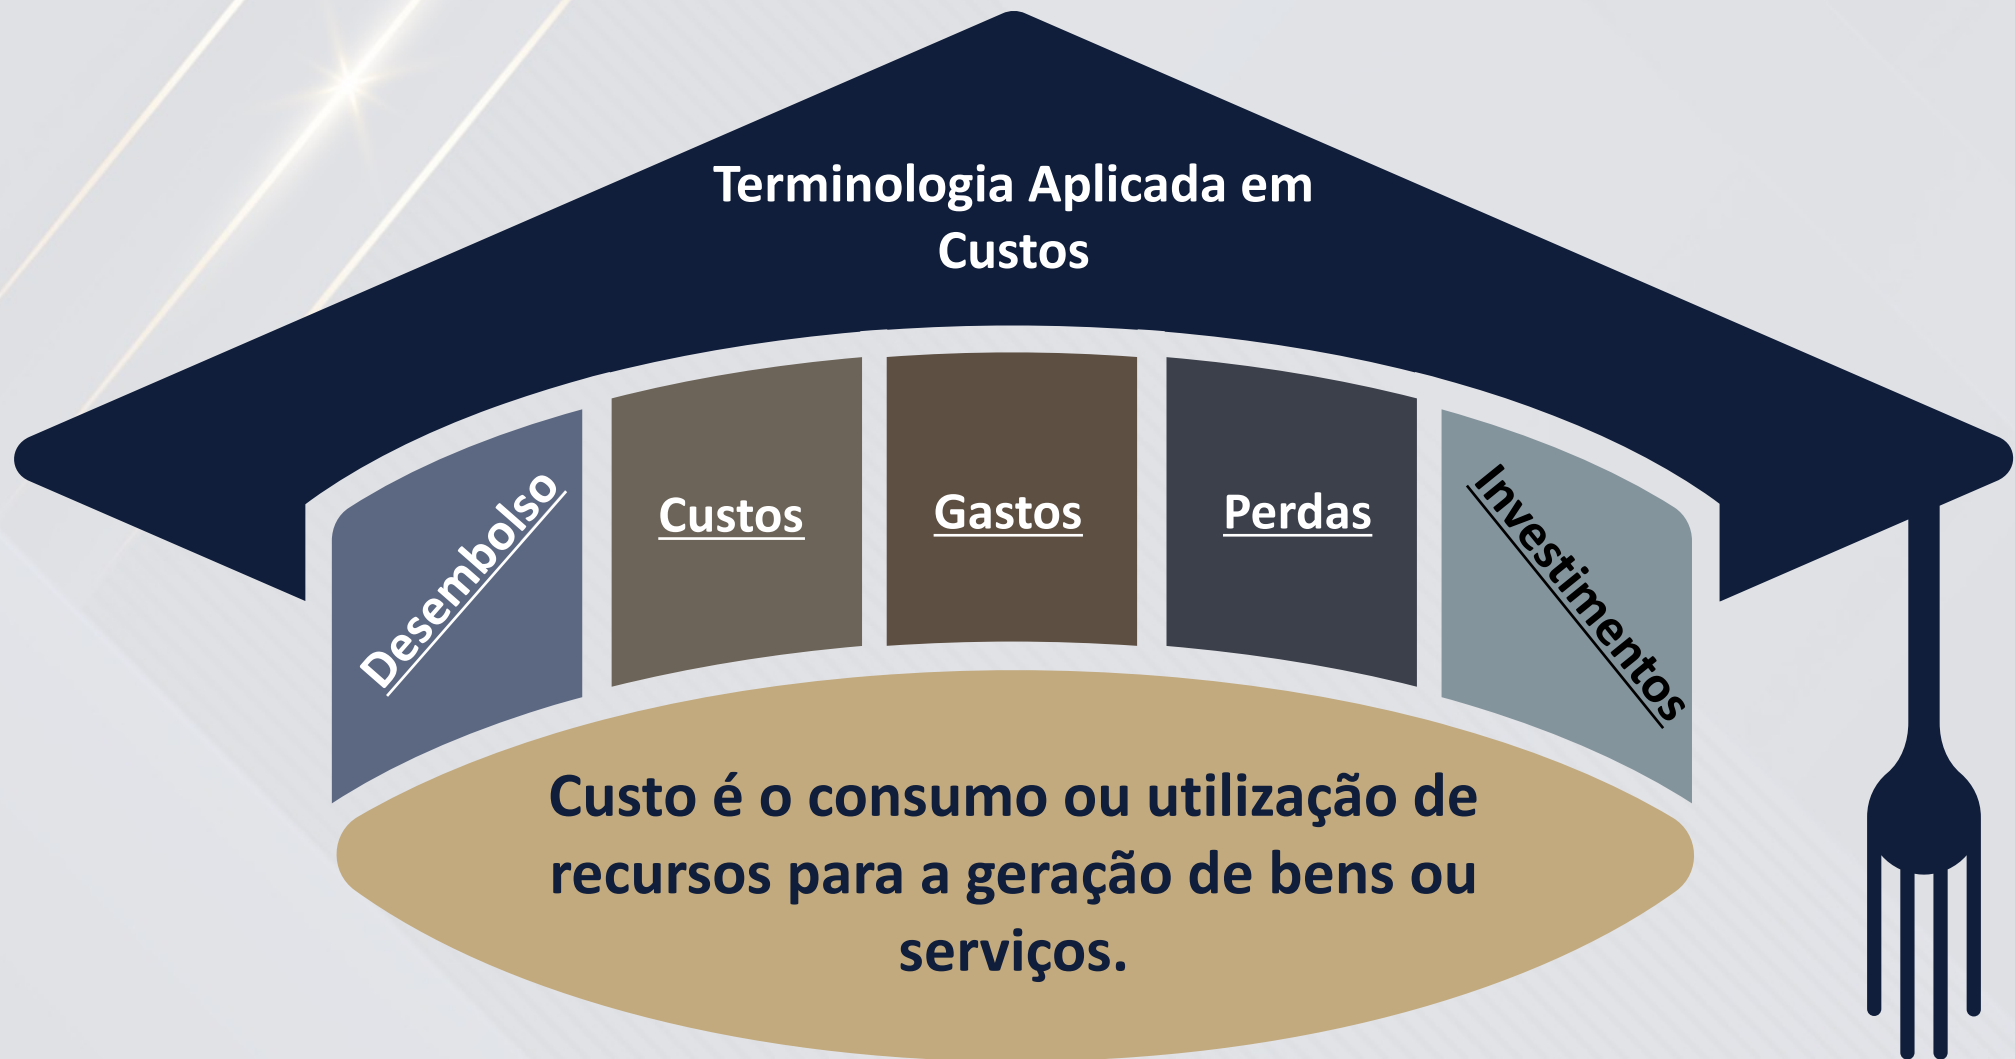 Terminologia Aplicada em
Custos
Desembolso
Custos
Gastos
Perdas
Investimentos
Custo é o consumo ou utilização de
recursos para a geração de bens ou
serviços.